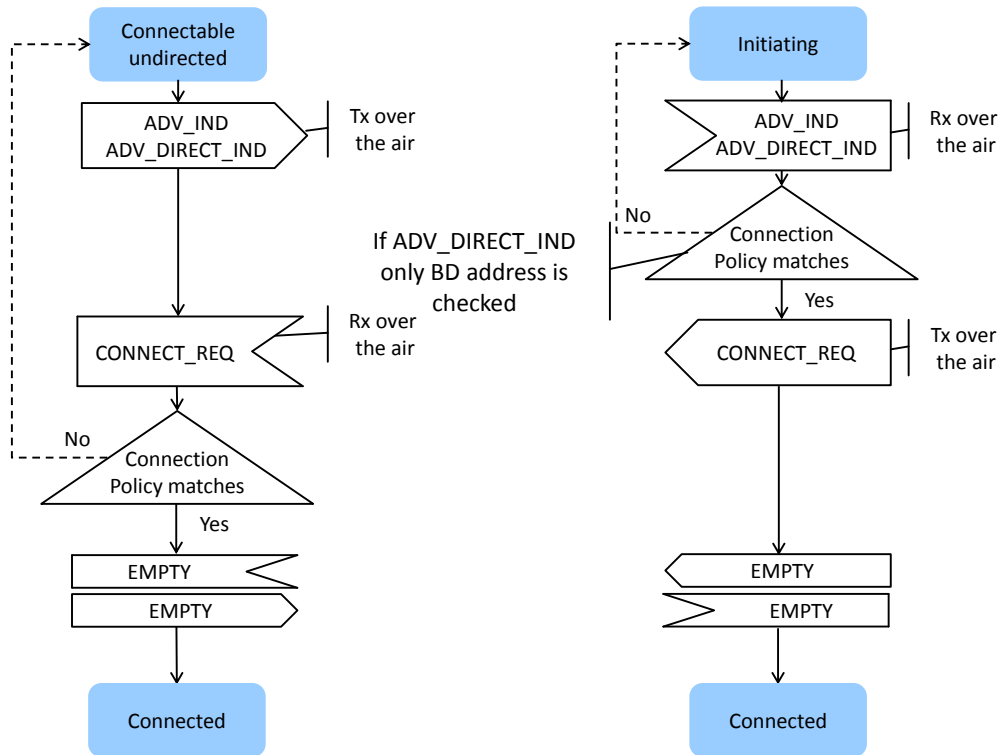 Connectable
undirected
ADV_IND
ADV_DIRECT_IND
Tx over
the air
CONNECT_REQ
Rx over
the air
No
Connection
Policy matches
Yes
EMPTY
EMPTY
Connected
Initiating
ADV_IND
ADV_DIRECT_IND
Rx over
the air
No
If ADV_DIRECT_IND
only BD address is
checked
Connection
Policy matches
Yes
CONNECT_REQ
Tx over
the air
EMPTY
EMPTY
Connected